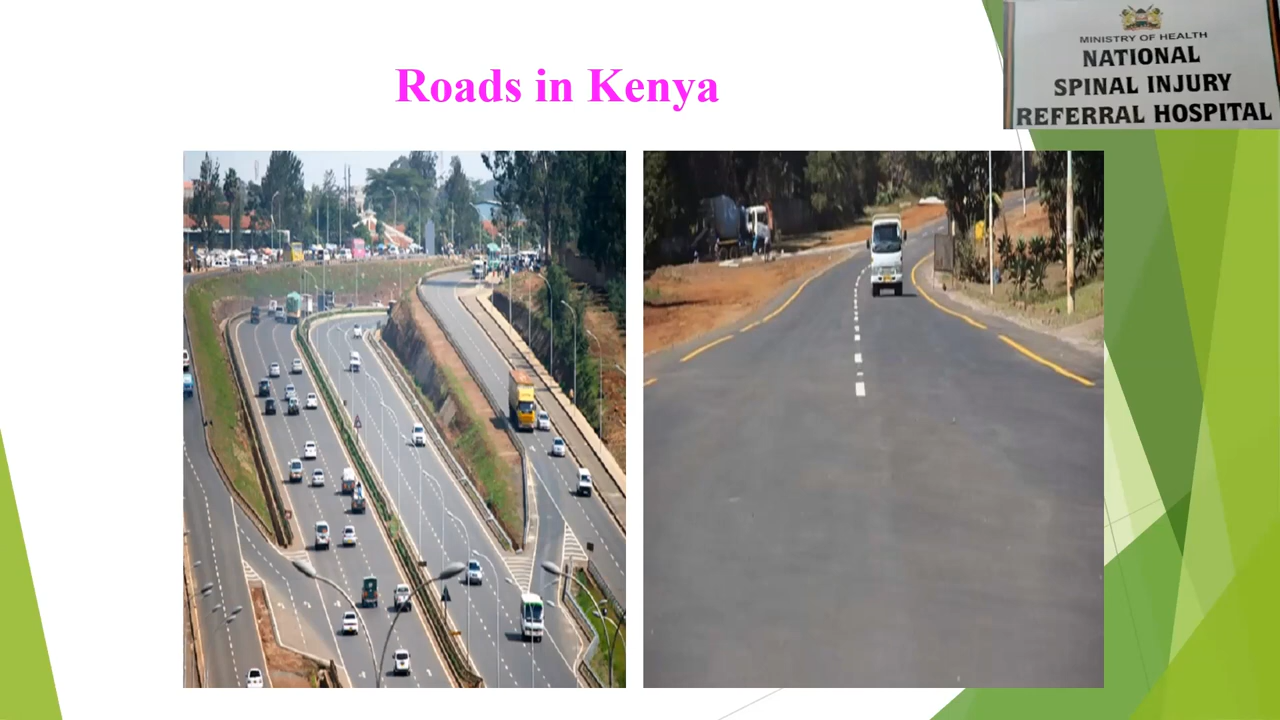 Roads in Kenya
MINISTRY OF HEALTH
NATIONAL
SPINAL INJURY
REFERRAL HOSPITAL